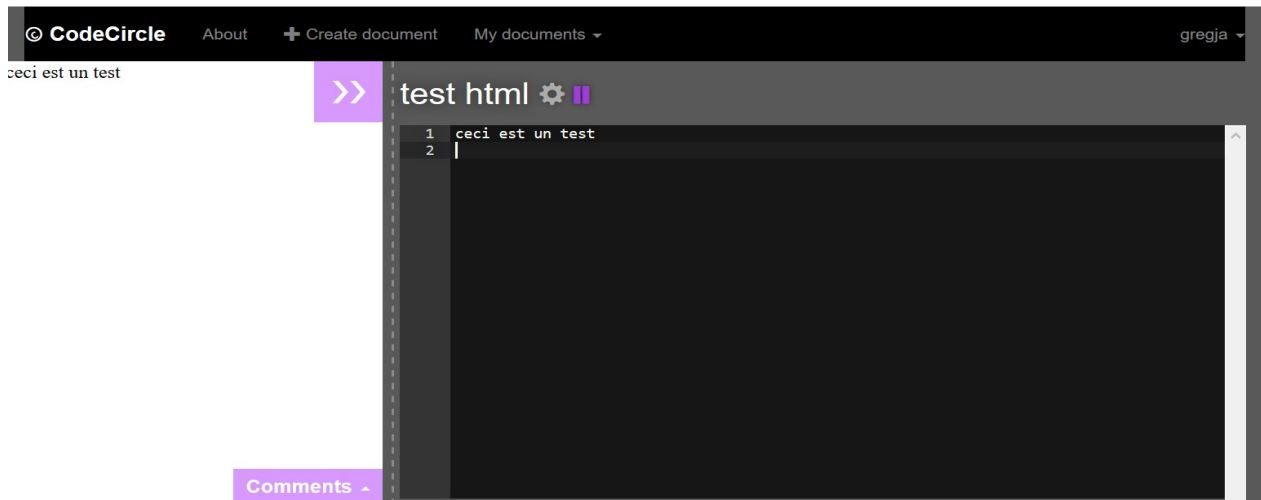 © CodeCircle About + Create document My documents gregja
ceci est un test
>> test html
1 ceci est un test
2
Comments